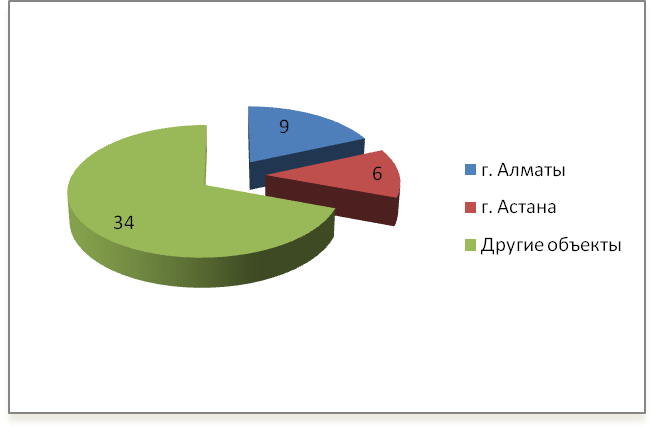 9
6
34
г. Алматы
г. Астана
Другие объекты